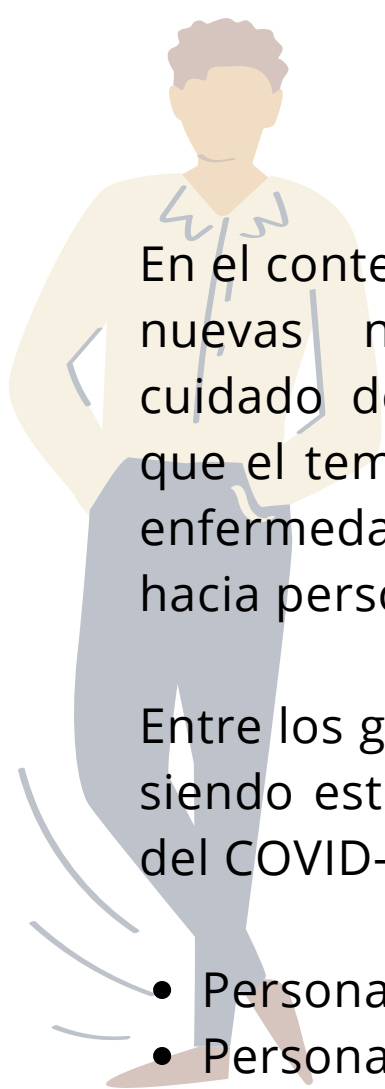 En el conte
nuevas n
cuidado d
que el tem
enfermeda
hacia perso
Entre los g
siendo est
del COVID-
• Persona
• Persona